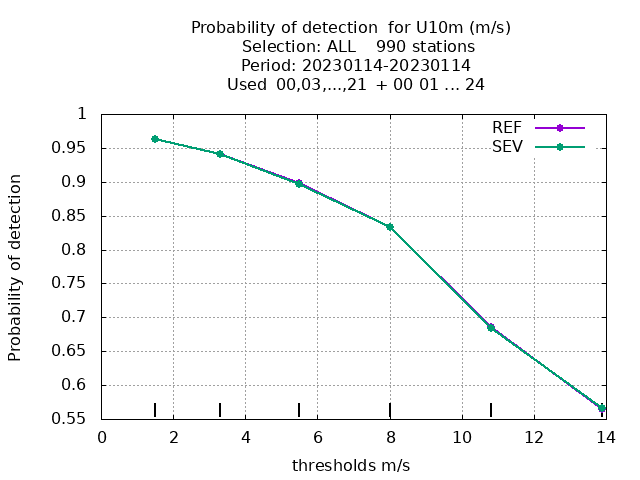 Probability of detection  for U10m (m/s)
Selection: ALL    990 stations
Period: 20230114-20230114
Used  00,03,...,21  + 00 01 ... 24
REF
SEV
1
0.95
0.9
0.85
0.8
0.75
0.7
0.65
0.6
0.55
Probability of detection
0 2 4 6 8 10 12 14
thresholds m/s